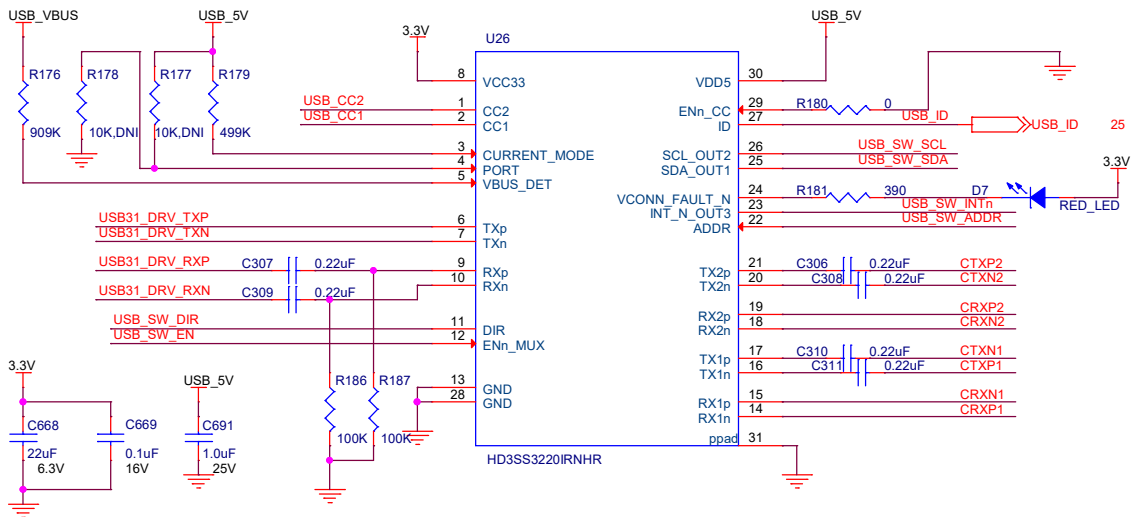 USB_VBUS
USB_5V
R176
R178
R177
R179
909K
10K,DNI
10K,DNI
499K
3.3V
U26
USB_5V
8 VCC33
VDD5 30
USB_CC2 1 CC2
USB_CC1 2 CC1
ENn_CC 29 R180 0
ID 27 USB_ID USB_ID 25
3 CURRENT_MODE
4 PORT
5 VBUS_DET
SCL_OUT2 26 USB_SW_SCL
SDA_OUT1 25 USB_SW_SDA
3.3V
VCONN_FAULT_N 24 R181 390 D7 RED_LED
INT_N_OUT3 23 USB_SW_INTn
ADDR 22 USB_SW_ADDR
USB31_DRV_TXP 6 TXp
USB31_DRV_TXN 7 TXn
USB31_DRV_RXP C307 0.22uF 9 RXp
USB31_DRV_RXN C309 0.22uF 10 RXn
TX2p 21 C306 0.22uF CTXP2
TX2n 20 C308 0.22uF CTXN2
RX2p 19 CRXP2
RX2n 18 CRXN2
USB_SW_DIR 11 DIR
USB_SW_EN 12 ENn_MUX
TX1p 17 C310 0.22uF CTXN1
TX1n 16 C311 0.22uF CTXP1
13 GND
28 GND
RX1p 15 CRXN1
RX1n 14 CRXP1
ppad 31
R186
R187
100K
100K
HD3SS3220IRNHR
3.3V
USB_5V
C668
22uF
6.3V
C669
0.1uF
16V
C691
1.0uF
25V